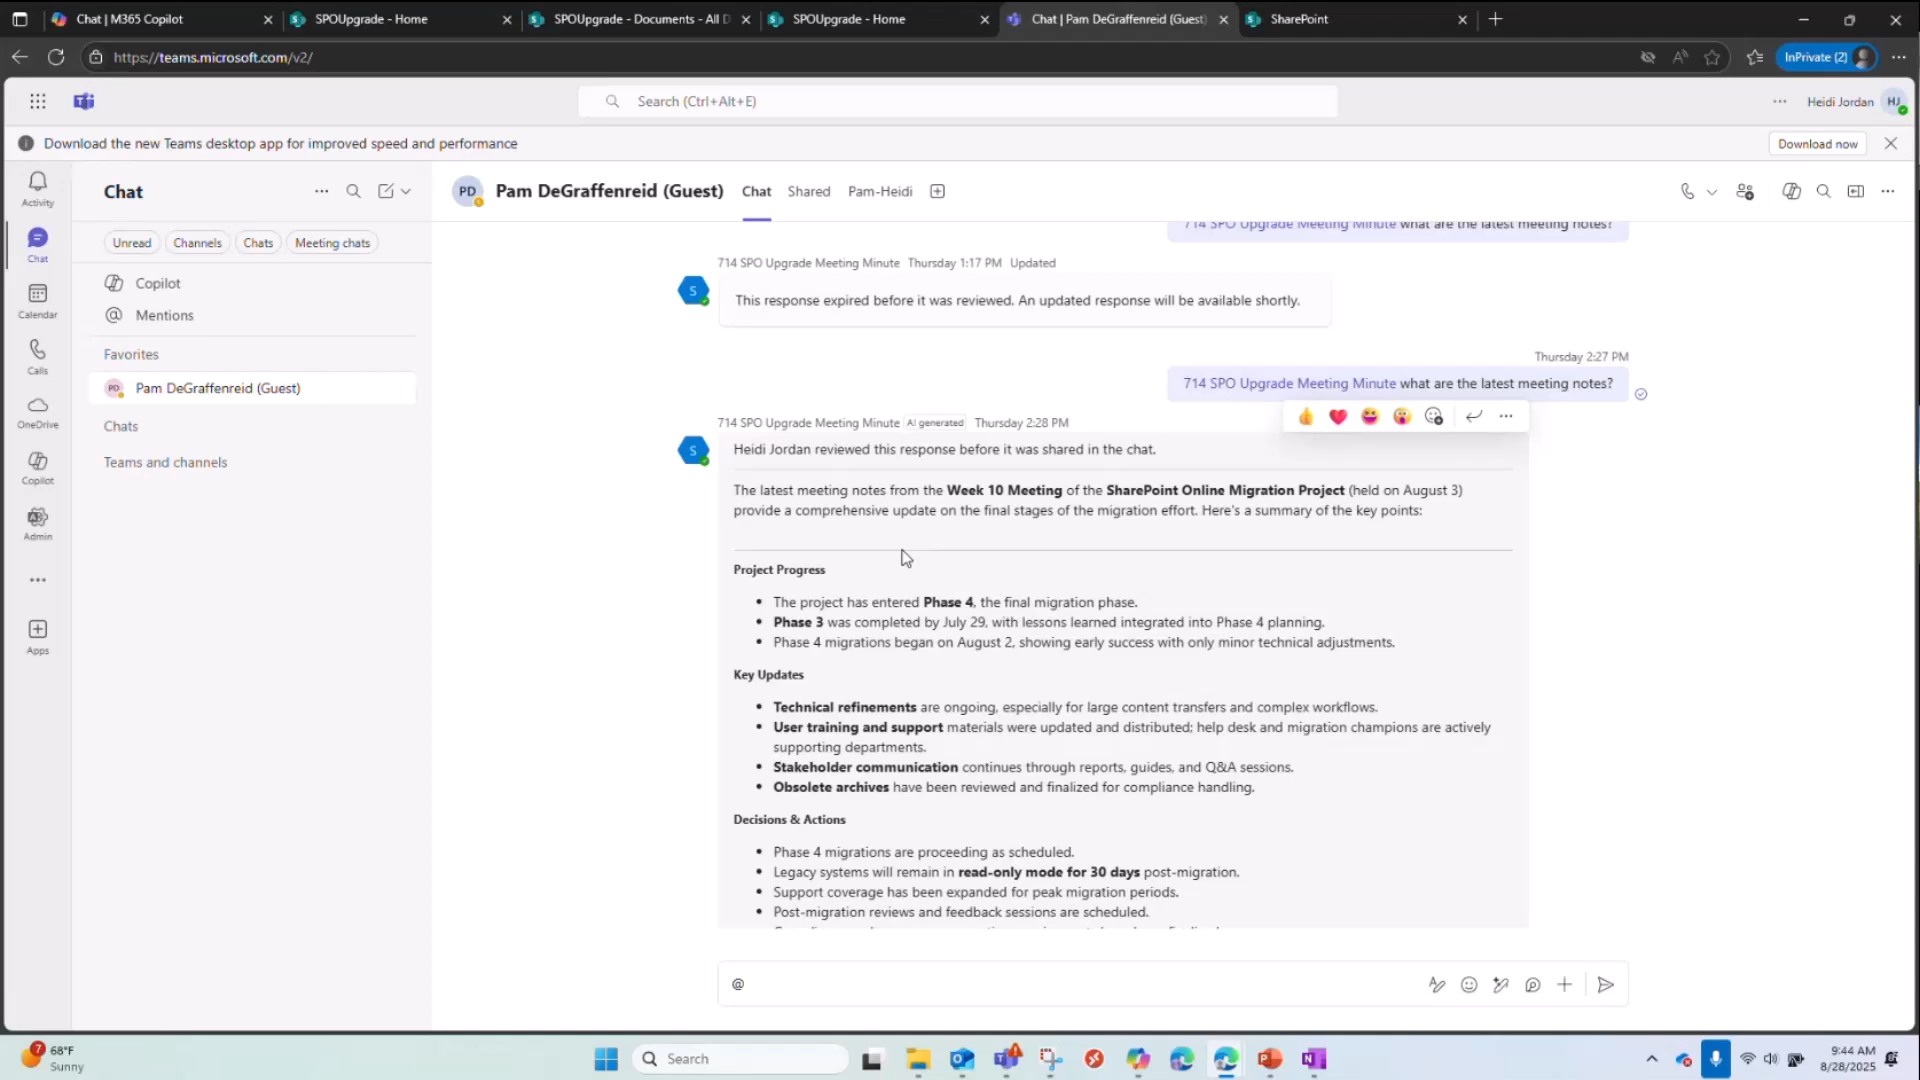 Chat | M365 Copilot
SPOUpgrade - Home
SPOUpgrade - Documents - All D
SPOUpgrade - Home
Chat | Pam DeGraffenreid (Guest)
SharePoint
https://teams.microsoft.com/v2/
InPrivate (2)
Search (Ctrl+Alt+E)
Heidi Jordan
HJ
Download the new Teams desktop app for improved speed and performance
Download now
Activity
Chat
Calendar
Calls
OneDrive
Copilot
Admin
Apps
Chat
Unread
Channels
Chats
Meeting chats
Copilot
Mentions
Favorites
PD
Pam DeGraffenreid (Guest)
Chats
Teams and channels
PD
Pam DeGraffenreid (Guest)
Chat
Shared
Pam-Heidi
714 SPO Upgrade Meeting Minute what are the latest meeting notes?
714 SPO Upgrade Meeting Minute Thursday 1:17 PM Updated
S
This response expired before it was reviewed. An updated response will be available shortly.
Thursday 2:27 PM
714 SPO Upgrade Meeting Minute what are the latest meeting notes?
714 SPO Upgrade Meeting Minute AI generated Thursday 2:28 PM
S
Heidi Jordan reviewed this response before it was shared in the chat.
The latest meeting notes from the Week 10 Meeting of the SharePoint Online Migration Project (held on August 3)
provide a comprehensive update on the final stages of the migration effort. Here's a summary of the key points:
Project Progress
• The project has entered Phase 4, the final migration phase.
• Phase 3 was completed by July 29, with lessons learned integrated into Phase 4 planning.
• Phase 4 migrations began on August 2, showing early success with only minor technical adjustments.
Key Updates
• Technical refinements are ongoing, especially for large content transfers and complex workflows.
• User training and support materials were updated and distributed; help desk and migration champions are actively
supporting departments.
• Stakeholder communication continues through reports, guides, and Q&A sessions.
• Obsolete archives have been reviewed and finalized for compliance handling.
Decisions & Actions
• Phase 4 migrations are proceeding as scheduled.
• Legacy systems will remain in read-only mode for 30 days post-migration.
• Support coverage has been expanded for peak migration periods.
• Post-migration reviews and feedback sessions are scheduled.
@
7
68°F
Sunny
Search
9:44 AM
8/28/2025